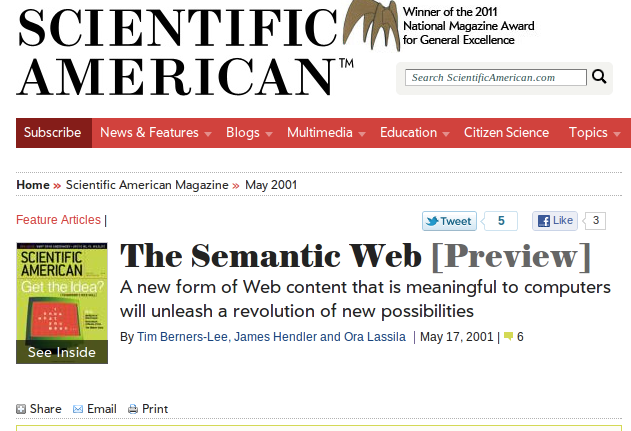 SCIENTIFIC
AMERICAN™
Winner of the 2011
National Magazine Award
for General Excellence
Search ScientificAmerican.com
Subscribe News & Features Blogs Multimedia Education Citizen Science Topics
Home » Scientific American Magazine » May 2001
Feature Articles |
Tweet 5 Like 3
SCIENTIFIC
AMERICAN
Get the Idea?
See Inside
The Semantic Web [Preview]
A new form of Web content that is meaningful to computers
will unleash a revolution of new possibilities
By Tim Berners-Lee, James Hendler and Ora Lassila | May 17, 2001 | 6
Share Email Print